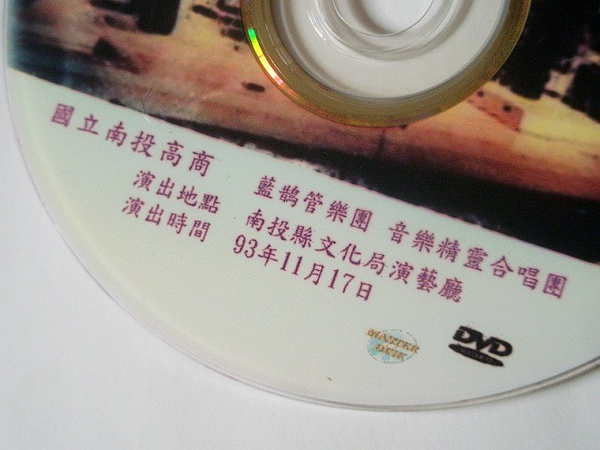 國立南投高商 藍鵲管樂團 音樂精靈合唱團
演出地點 南投縣文化局演藝廳
演出時間 93年11月17日
MASTER DISK
DVD